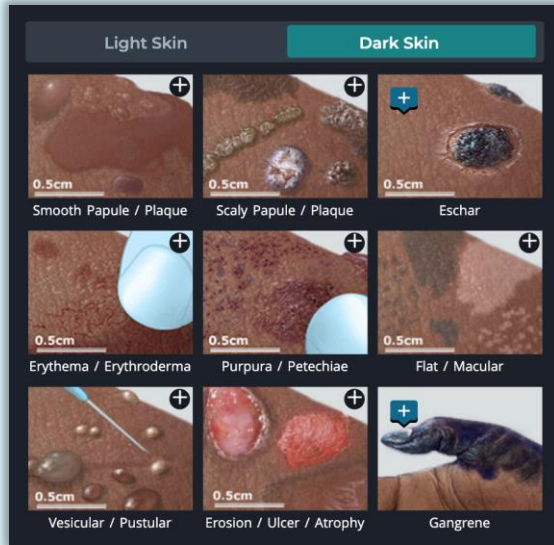 Light Skin
Dark Skin
0.5cm
0.5cm
0.5cm
Smooth Papule / Plaque
Scaly Papule / Plaque
Eschar
0.5cm
0.5cm
0.5cm
Erythema / Erythroderma
Purpura / Petechiae
Flat / Macular
0.5cm
0.5cm
Vesicular / Pustular
Erosion / Ulcer / Atrophy
Gangrene